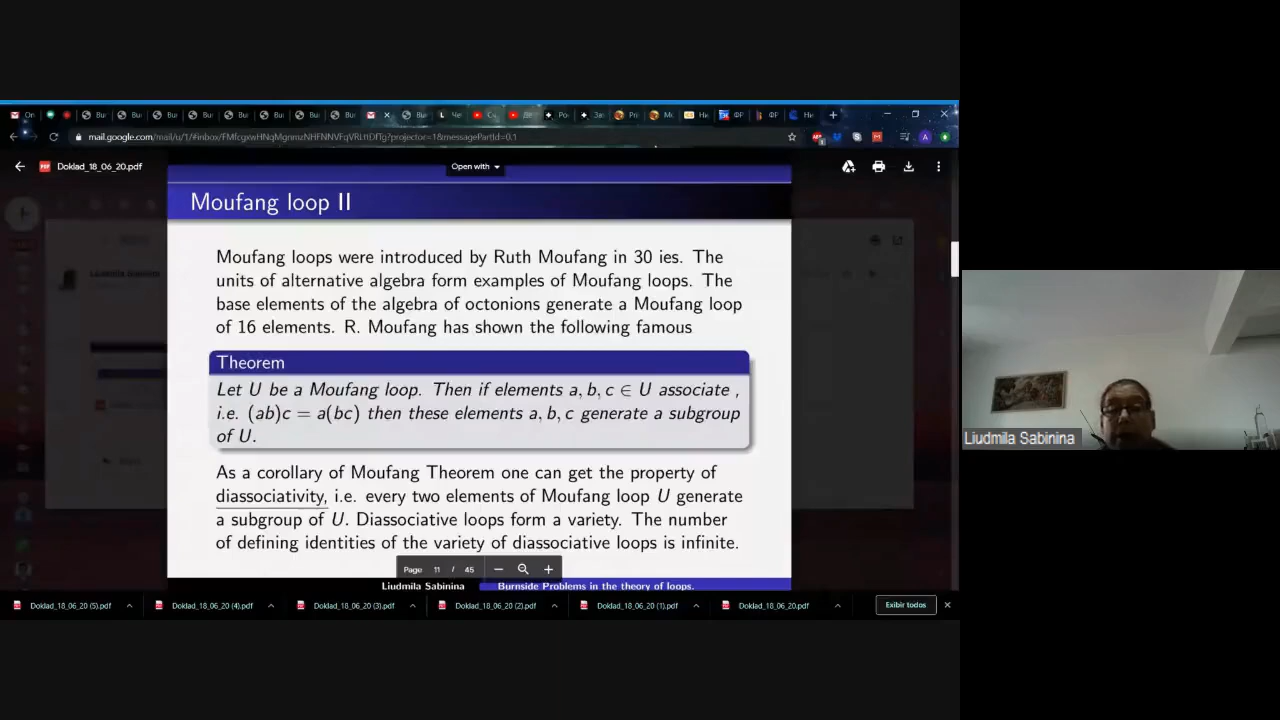 mail.google.com/mail/u/1/#inbox/
Doklad_18_06_20.pdf
Open with
Moufang loop II
Moufang loops were introduced by Ruth Moufang in 30 ies. The
units of alternative algebra form examples of Moufang loops. The
base elements of the algebra of octonions generate a Moufang loop
of 16 elements. R. Moufang has shown the following famous
Theorem
Let U be a Moufang loop. Then if elements a, b, c ∈ U associate ,
i.e. (ab)c = a(bc) then these elements a, b, c generate a subgroup
of U.
As a corollary of Moufang Theorem one can get the property of
diassociativity, i.e. every two elements of Moufang loop U generate
a subgroup of U. Diassociative loops form a variety. The number
of defining identities of the variety of diassociative loops is infinite.
Page 11 / 45
Liudmila Sabinina Burnside Problems in the theory of loops.
Doklad_18_06_20 (5).pdf Doklad_18_06_20 (4).pdf Doklad_18_06_20 (3).pdf Doklad_18_06_20 (2).pdf Doklad_18_06_20 (1).pdf Doklad_18_06_20.pdf Exibir todos
Liudmila Sabinina